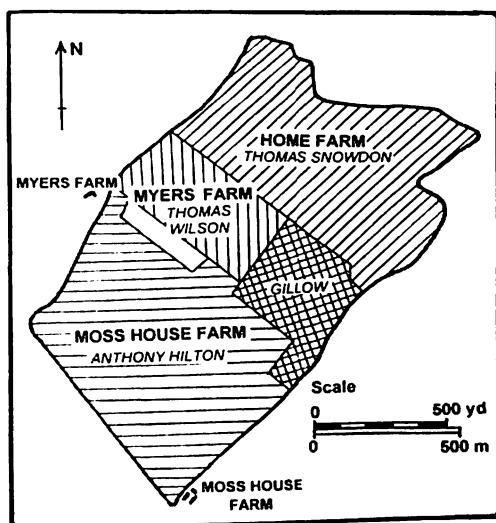 N
HOME FARM
THOMAS SNOWDON
MYERS FARM
MYERS FARM
THOMAS
WILSON
GILLOW
MOSS HOUSE FARM
ANTHONY HILTON
Scale
0 500 yd
0 500 m
MOSS HOUSE
FARM